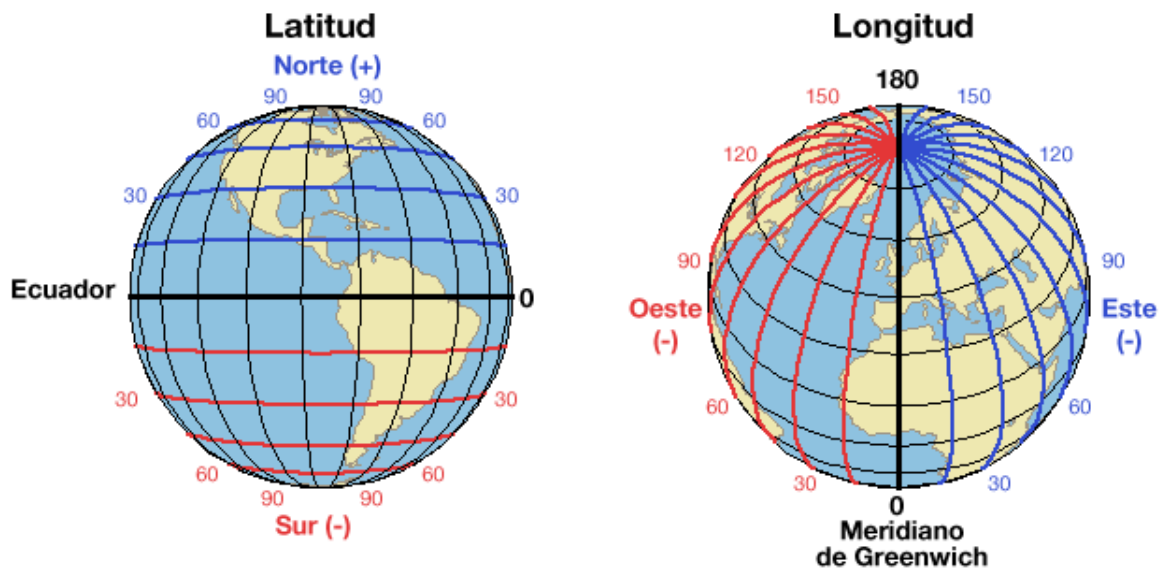 Latitud
Norte (+)
90 90
60 60
30 30
Ecuador 0
30 30
60 60
90 90
Sur (-)
Longitud
180
150 150
120 120
90 90
Oeste Este
(-) (-)
60 60
30 30
0
Meridiano
de Greenwich